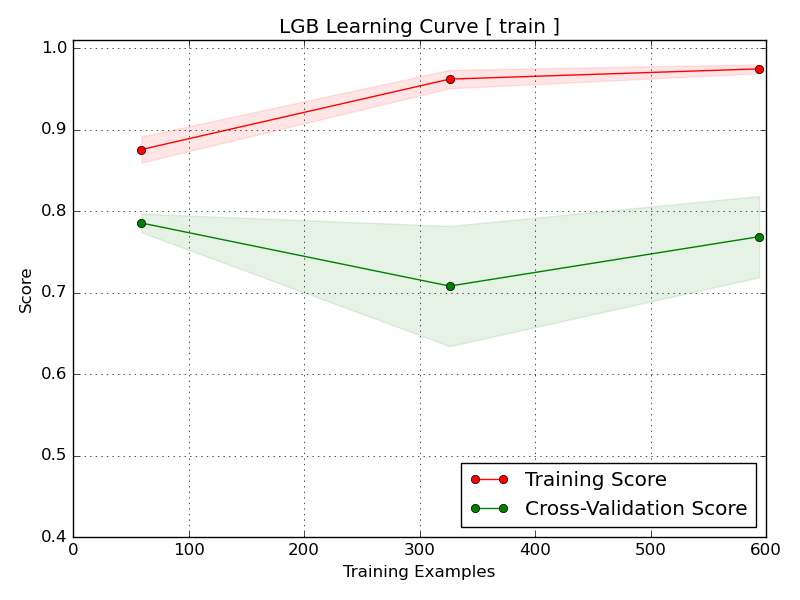 LGB Learning Curve [ train ]
1.0
0.9
0.8
0.7
0.6
0.5
0.4
Score
Training Score
Cross-Validation Score
0 100 200 300 400 500 600
Training Examples